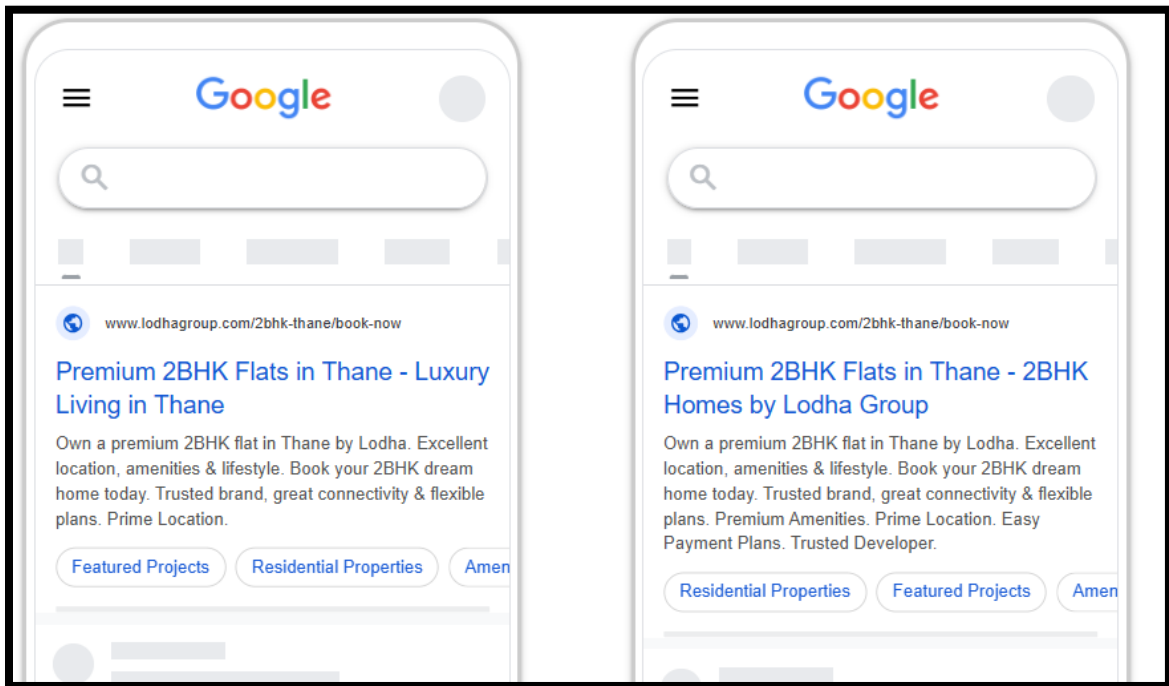 Google
www.lodhagroup.com/2bhk-thane/book-now
Premium 2BHK Flats in Thane - Luxury
Living in Thane
Own a premium 2BHK flat in Thane by Lodha. Excellent
location, amenities & lifestyle. Book your 2BHK dream
home today. Trusted brand, great connectivity & flexible
plans. Prime Location.
Featured Projects
Residential Properties
Amen
Google
www.lodhagroup.com/2bhk-thane/book-now
Premium 2BHK Flats in Thane - 2BHK
Homes by Lodha Group
Own a premium 2BHK flat in Thane by Lodha. Excellent
location, amenities & lifestyle. Book your 2BHK dream
home today. Trusted brand, great connectivity & flexible
plans. Premium Amenities. Prime Location. Easy
Payment Plans. Trusted Developer.
Residential Properties
Featured Projects
Amen